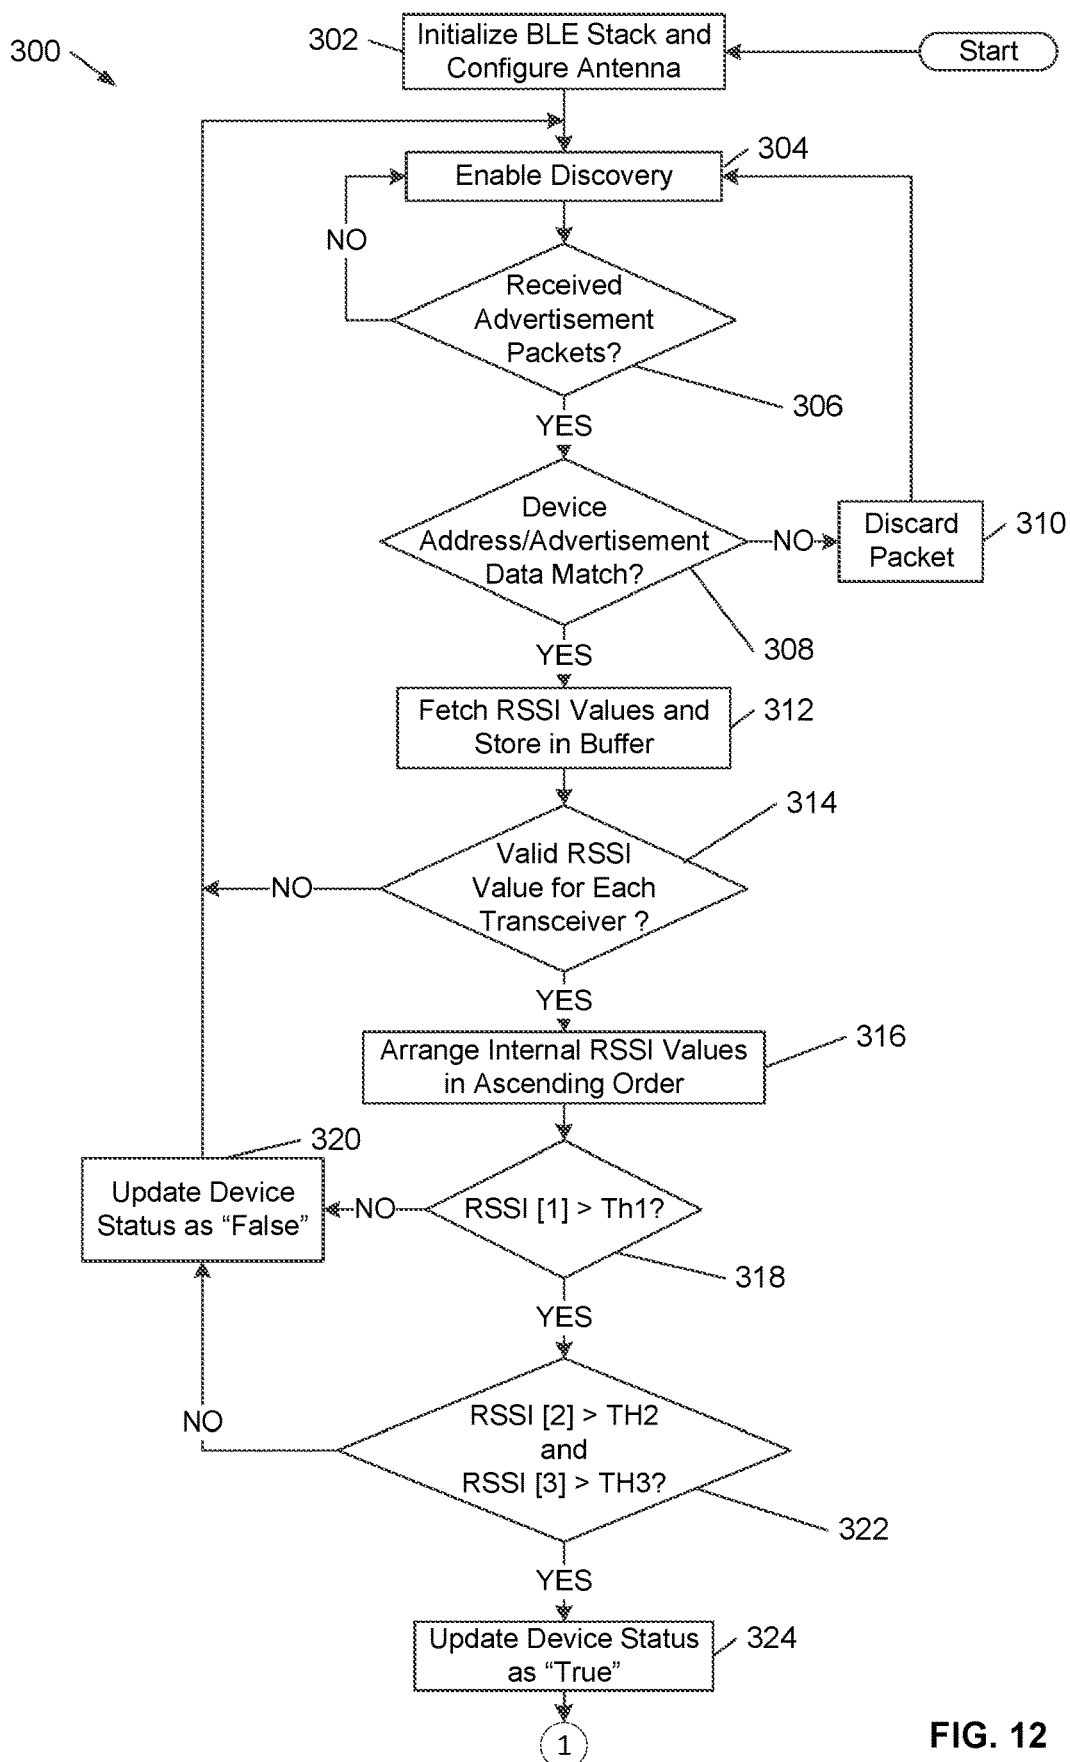 300
302
Initialize BLE Stack and
Configure Antenna
Start
304
Enable Discovery
NO
Received
Advertisement
Packets?
306
YES
Device
Address/Advertisement
Data Match?
NO
Discard
Packet
310
308
YES
Fetch RSSI Values and
Store in Buffer
312
314
Valid RSSI
Value for Each
Transceiver ?
NO
YES
Arrange Internal RSSI Values
in Ascending Order
316
320
Update Device
Status as “False”
NO
RSSI [1] > Th1?
318
YES
RSSI [2] > TH2
and
RSSI [3] > TH3?
NO
322
YES
Update Device Status
as “True”
324
1
FIG. 12